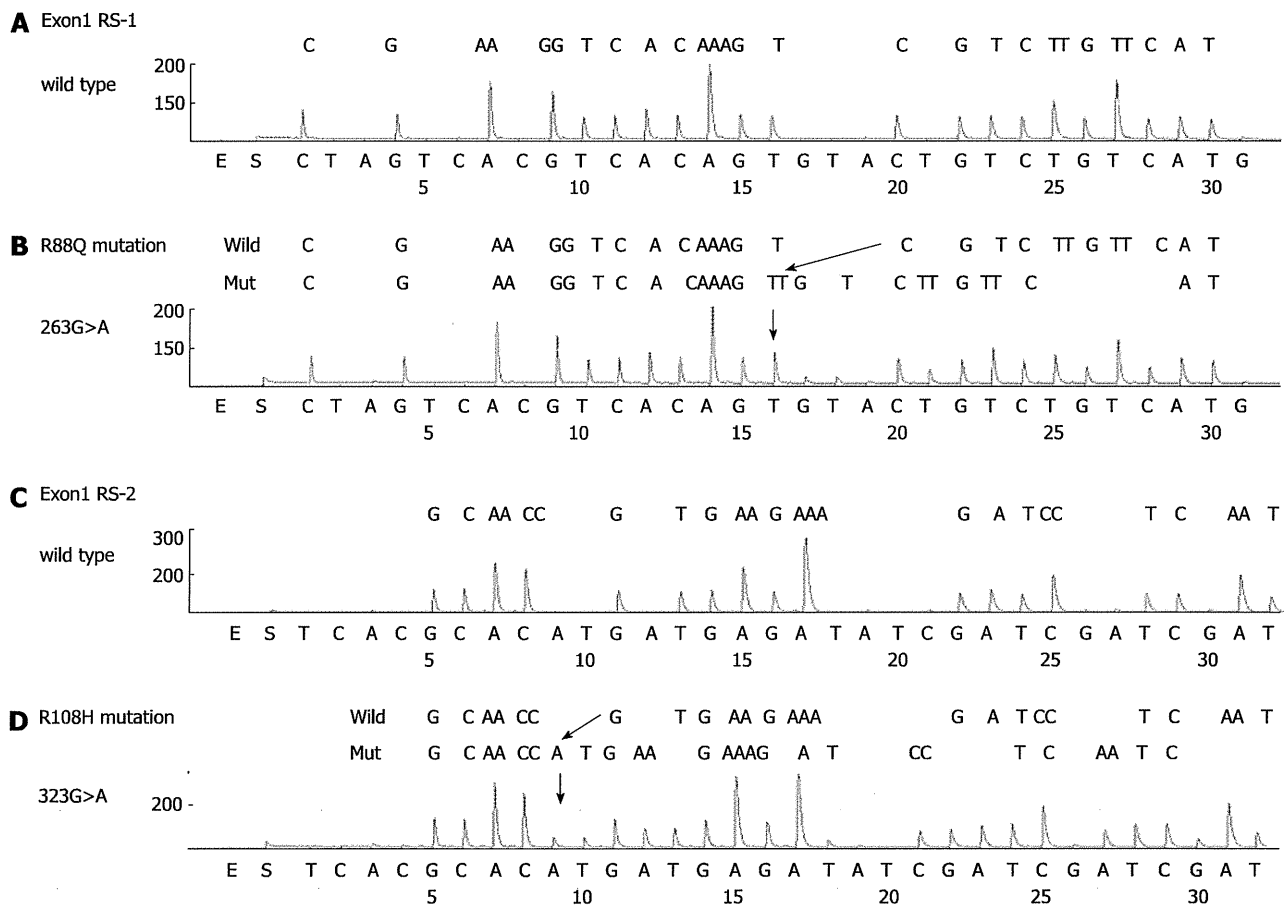 A Exon1 RS-1
C G AA GG T C A C AAAG T C G T C TT G TT C A T
wild type
200
150
E S C T A G T C A C G T C A C A G T G T A C T G T C T G T C A T G
5 10 15 20 25 30
B R88Q mutation
Wild C G AA GG T C A C AAAG T C G T C TT G TT C A T
Mut C G AA GG T C A CAAAG TTG T C TT G TT C A T
263G>A
200
150
E S C T A G T C A C G T C A C A G T G T A C T G T C T G T C A T G
5 10 15 20 25 30
C Exon1 RS-2
G C AA CC G T G AA G AAA G A T CC T C AA T
wild type
300
200
E S T C A C G C A C A T G A T G A G A T A T C G A T C G A T C G A T
5 10 15 20 25 30
D R108H mutation
Wild G C AA CC G T G AA G AAA G A T CC T C AA T
Mut G C AA CC A T G AA G AAAG A T CC T C AA T C
323G>A
200
E S T C A C G C A C A T G A T G A G A T A T C G A T C G A T C G A T
5 10 15 20 25 30